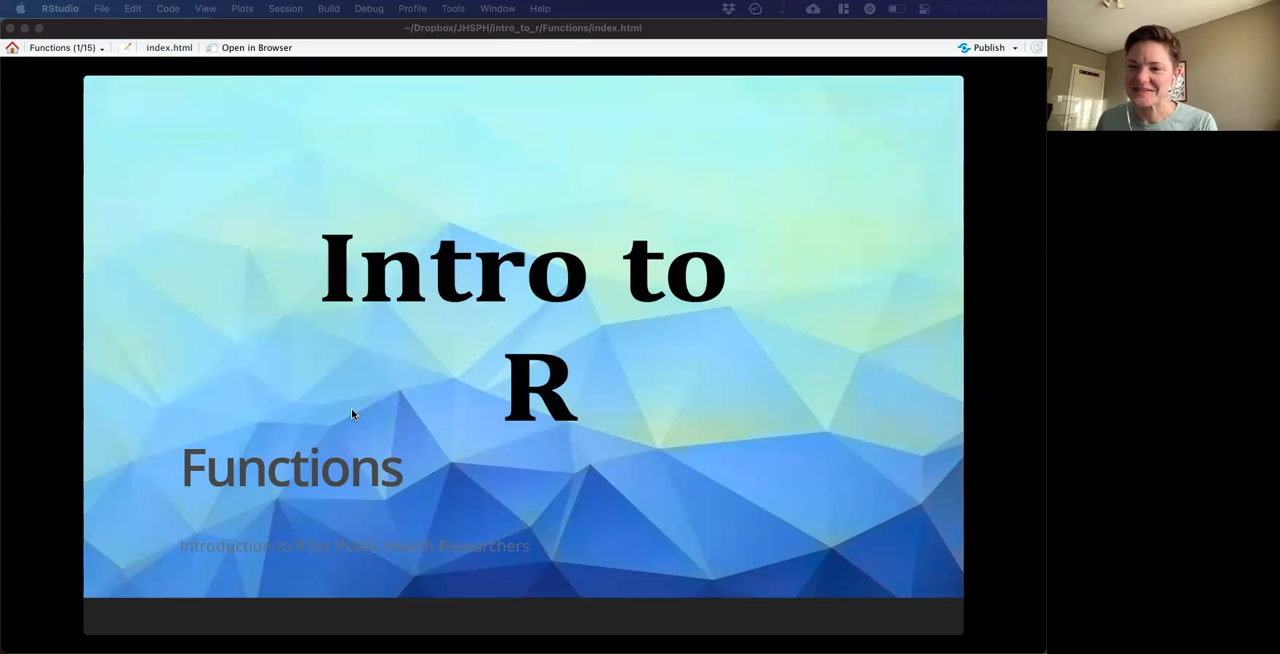 RStudio File Edit Code View Plots Session Build Debug Profile Tools Window Help
~/Dropbox/JHSPH/intro_to_r/Functions/index.html
Functions (1/15) index.html Open in Browser Publish
Intro to
R
Functions
Introduction to R for Public Health Researchers